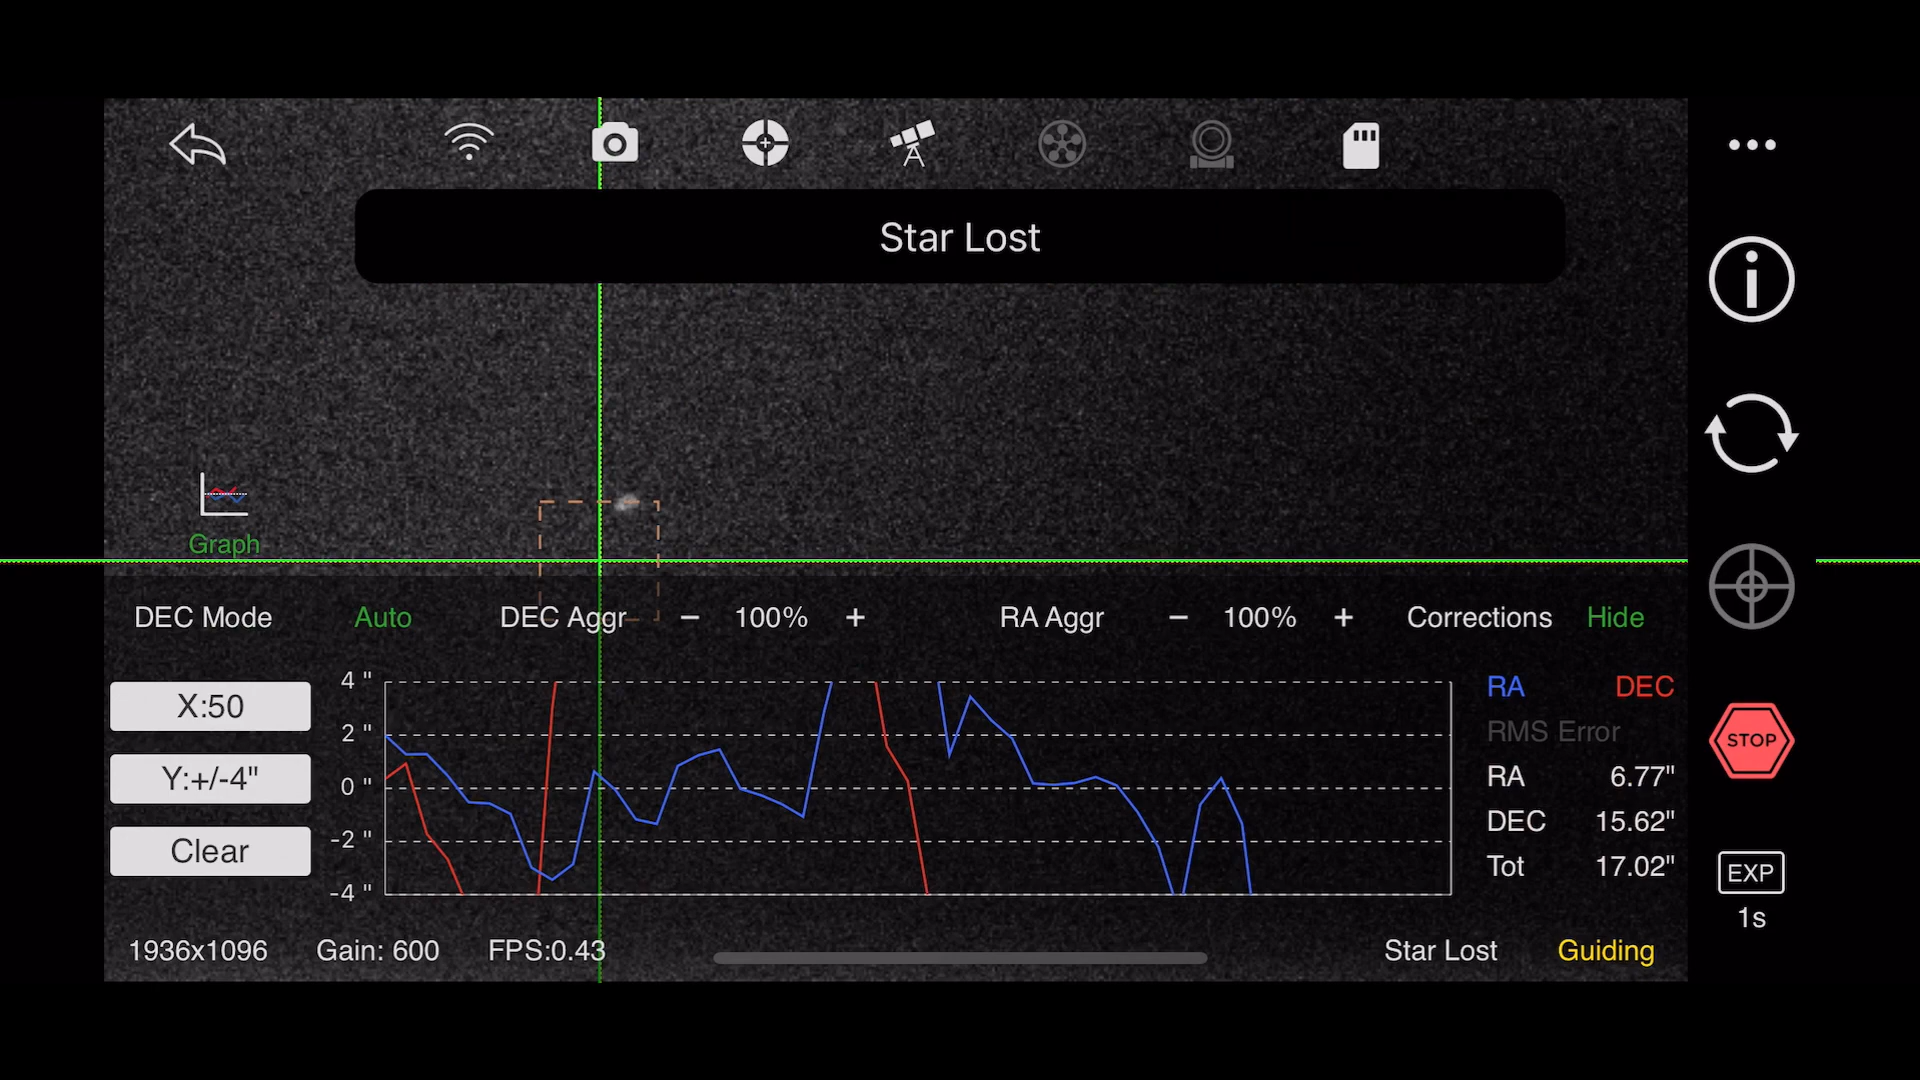 Star Lost
Graph
DEC Mode Auto DEC Aggr − 100% + RA Aggr − 100% + Corrections Hide
X:50
Y:+/-4"
Clear
4 "
2 "
0 "
-2 "
-4 "
RA DEC
RMS Error
RA 6.77"
DEC 15.62"
Tot 17.02"
STOP
EXP
1s
1936x1096 Gain: 600 FPS:0.43 Star Lost Guiding